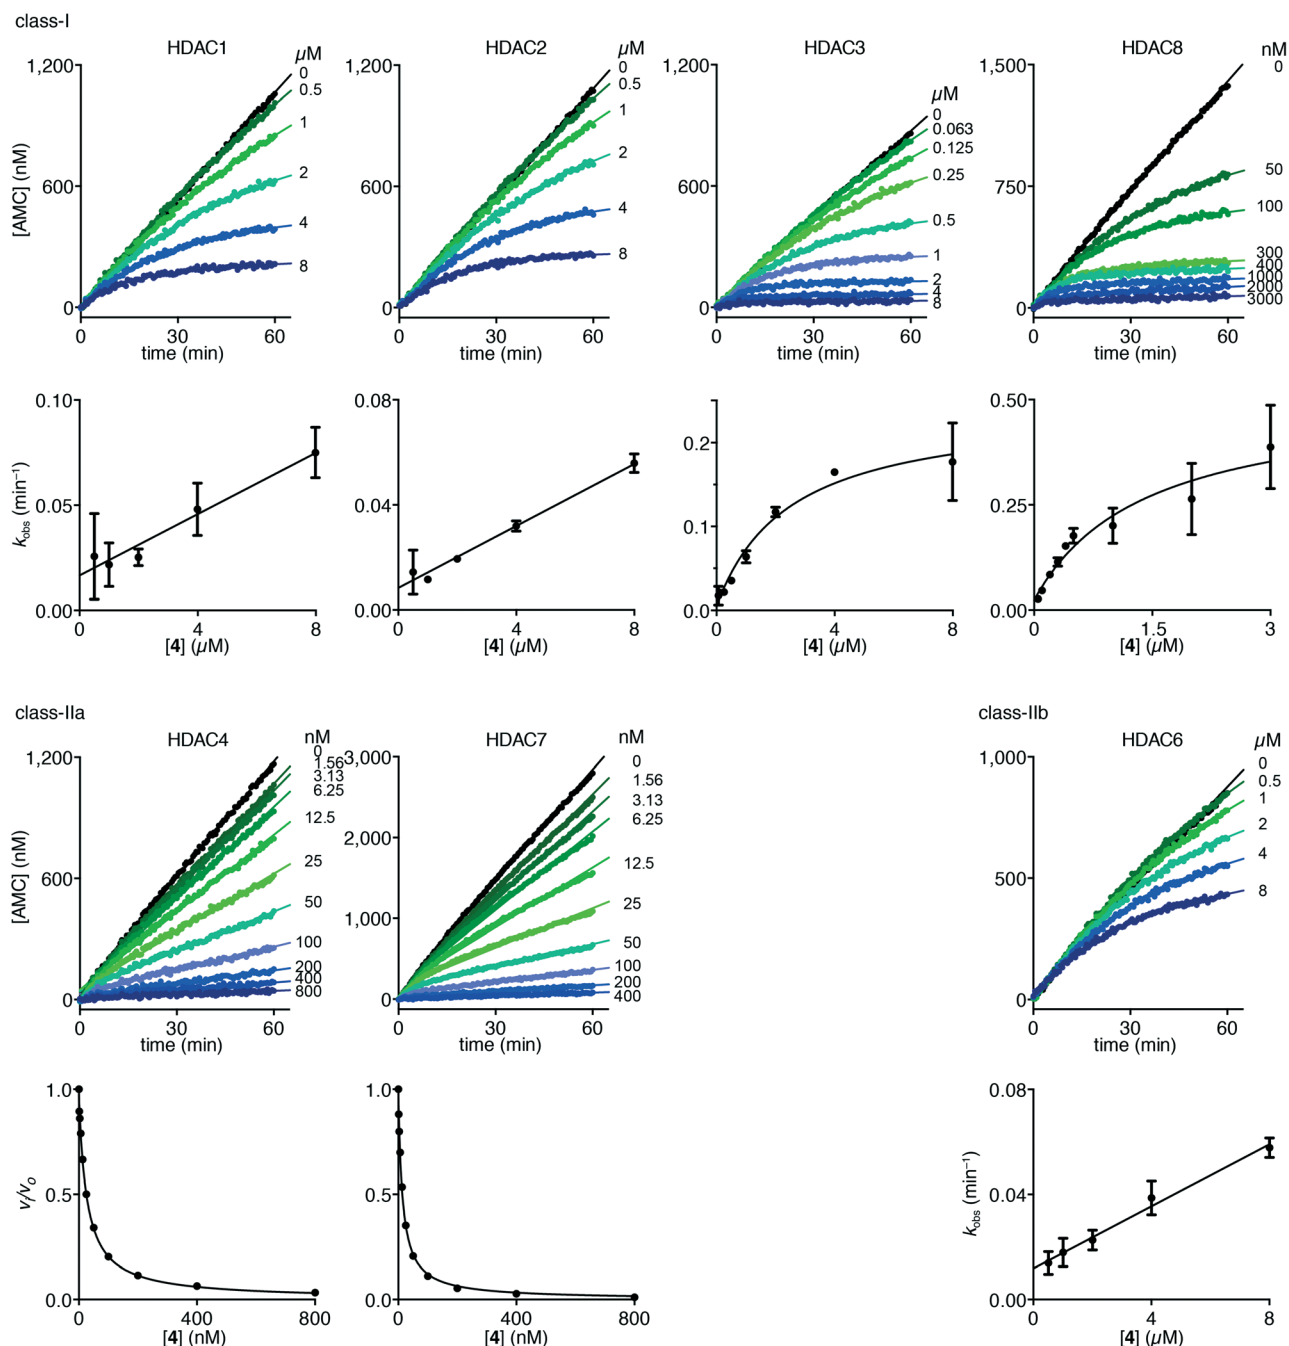 class-I
HDAC1
μM
0
0.5
1
2
4
8
1,200
600
0
[AMC] (nM)
0 30 60
time (min)
HDAC2
μM
0
0.5
1
2
4
8
1,200
600
0
0 30 60
time (min)
HDAC3
μM
0
0.063
0.125
0.25
0.5
1
2
4
8
1,200
600
0
0 30 60
time (min)
HDAC8
nM
0
50
100
300
400
1000
2000
3000
1,500
750
0
0 30 60
time (min)
0.10
0.05
0.00
kobs (min−1)
0 4 8
[4] (μM)
0.08
0.04
0.00
0 4 8
[4] (μM)
0.2
0.1
0.0
0 4 8
[4] (μM)
0.50
0.25
0.00
0 1.5 3
[4] (μM)
class-IIa
HDAC4
nM
0
1.56
3.13
6.25
12.5
25
50
100
200
400
800
1,200
600
0
[AMC] (nM)
0 30 60
time (min)
HDAC7
nM
0
1.56
3.13
6.25
12.5
25
50
100
200
400
3,000
2,000
1,000
0
0 30 60
time (min)
class-IIb
HDAC6
μM
0
0.5
1
2
4
8
1,000
500
0
0 30 60
time (min)
1.0
0.5
0.0
vi/vo
0 400 800
[4] (nM)
1.0
0.5
0.0
0 400 800
[4] (nM)
0.08
0.04
0.00
kobs (min−1)
0 4 8
[4] (μM)